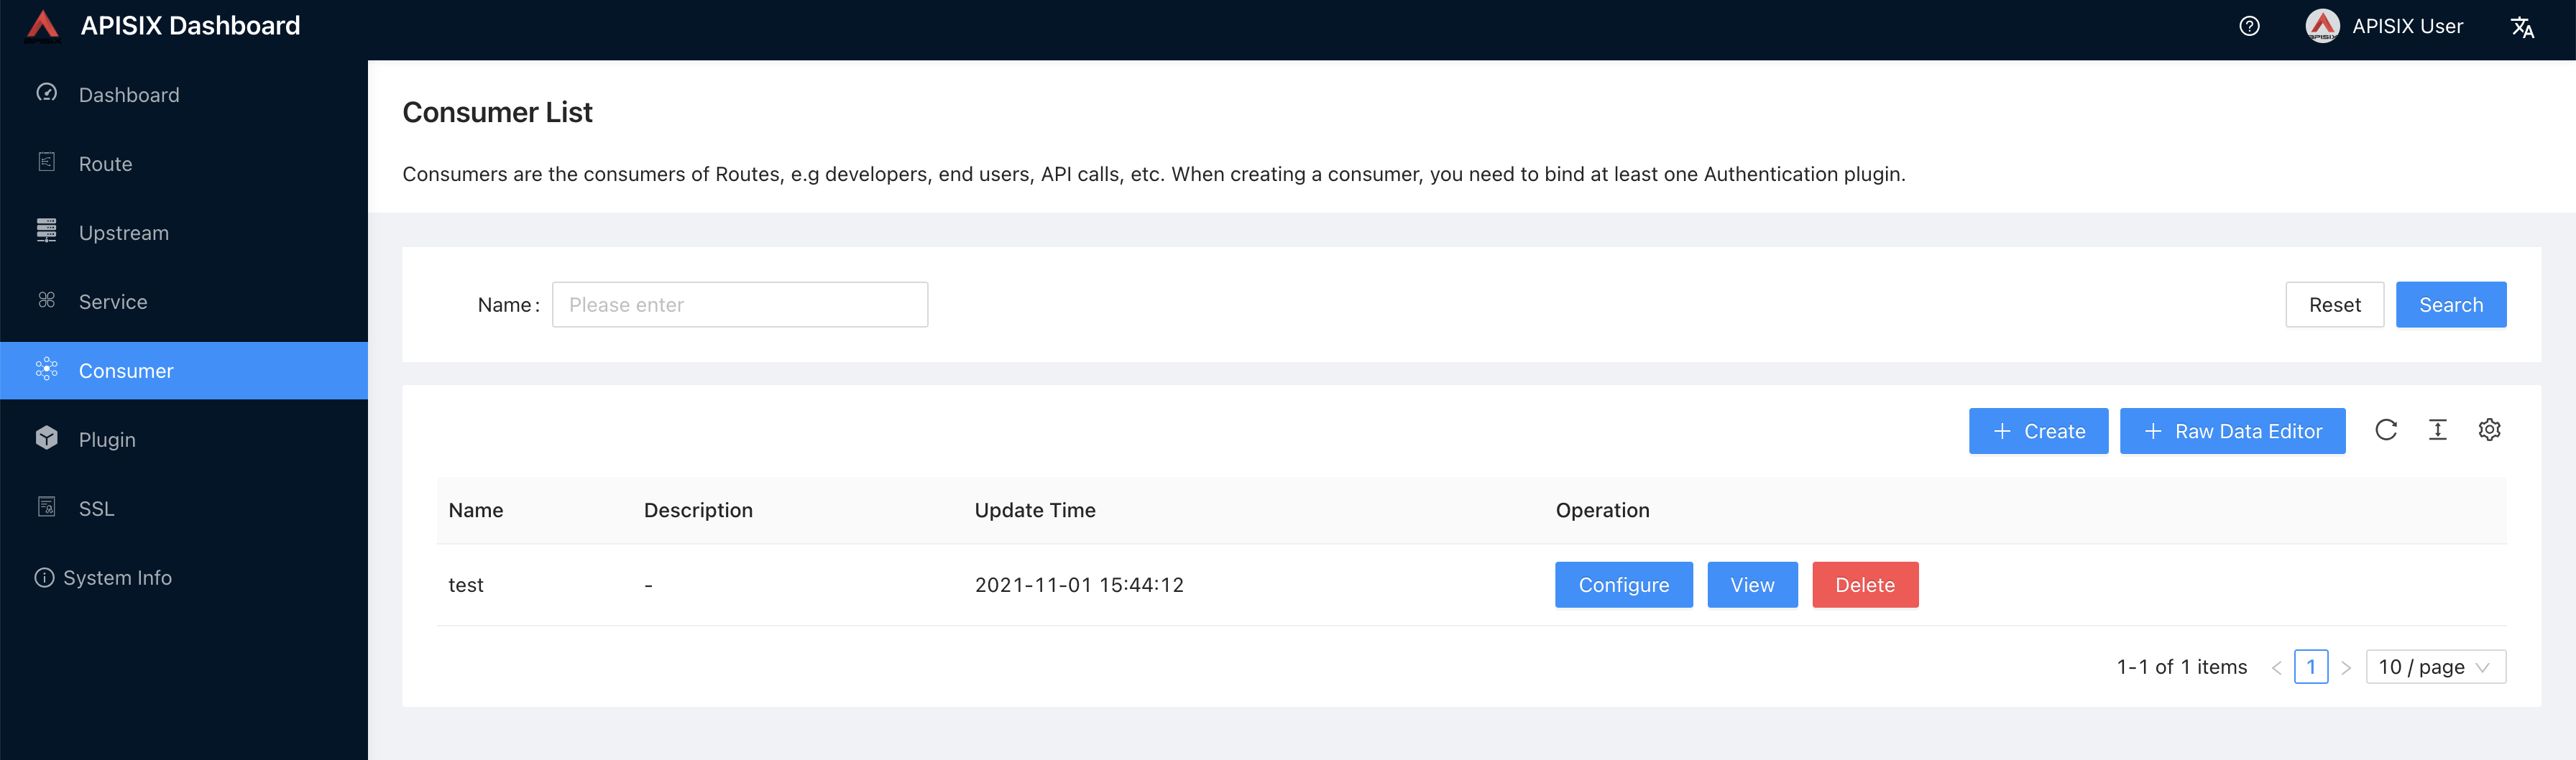 APISIX Dashboard
APISIX User
Dashboard
Route
Upstream
Service
Consumer
Plugin
SSL
System Info
Consumer List
Consumers are the consumers of Routes, e.g developers, end users, API calls, etc. When creating a consumer, you need to bind at least one Authentication plugin.
Name: Please enter Reset Search
+ Create + Raw Data Editor
Name Description Update Time Operation
test - 2021-11-01 15:44:12 Configure View Delete
1-1 of 1 items < 1 > 10 / page